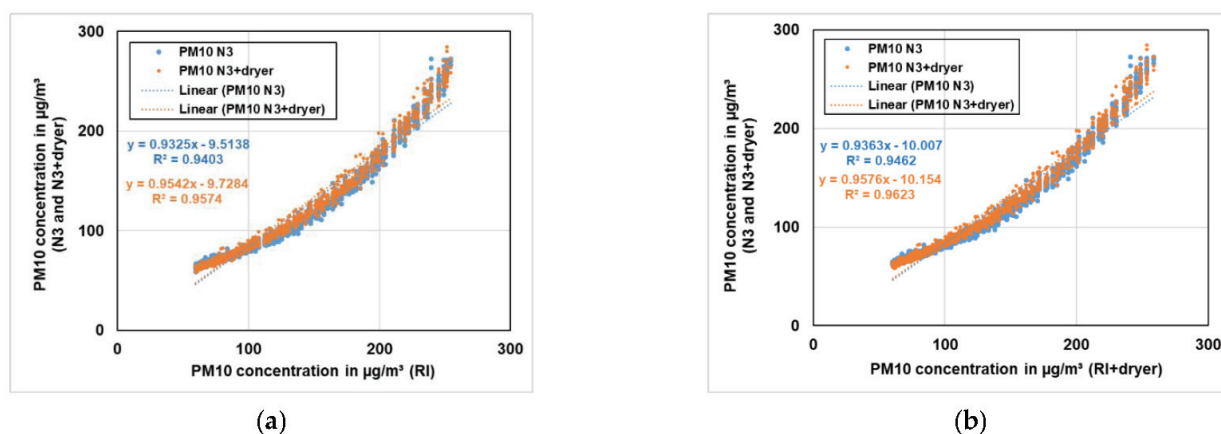 300
200
100
0
0
100
200
300
PM10 concentration in µg/m³
(N3 and N3+dryer)
PM10 N3
PM10 N3+dryer
Linear (PM10 N3)
Linear (PM10 N3+dryer)
y = 0.9325x - 9.5138
R² = 0.9403
y = 0.9542x - 9.7284
R² = 0.9574
PM10 concentration in µg/m³ (RI)
(a)
300
200
100
0
0
100
200
300
PM10 concentration in µg/m³
(N3 and N3+dryer)
PM10 N3
PM10 N3+dryer
Linear (PM10 N3)
Linear (PM10 N3+dryer)
y = 0.9363x - 10.007
R² = 0.9462
y = 0.9576x - 10.154
R² = 0.9623
PM10 concentration in µg/m³ (RI+dryer)
(b)